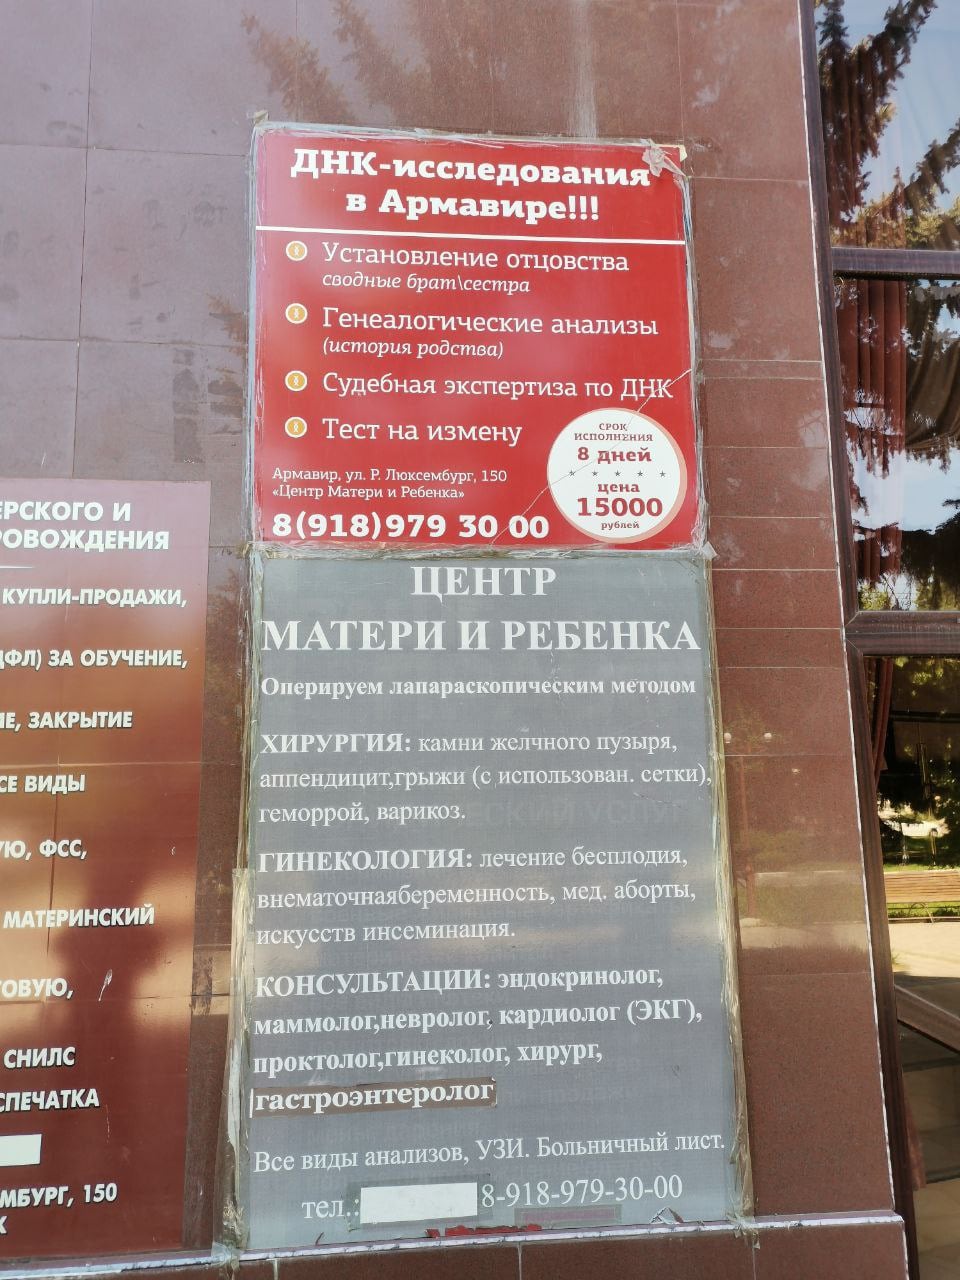 ДНК-исследования
в Армавире!!!
Установление отцовства
сводные брат\сестра
Генеалогические анализы
(история родства)
Судебная экспертиза по ДНК
Тест на измену
СРОК
ИСПОЛНЕНИЯ
8 дней
цена
15000
рублей
Армавир, ул. Р. Люксембург, 150
«Центр Матери и Ребенка»
8(918)979 30 00
ЦЕНТР
МАТЕРИ И РЕБЕНКА
Оперируем лапараскопическим методом
ХИРУРГИЯ: камни желчного пузыря,
аппендицит,грыжи (с использован. сетки),
геморрой, варикоз.
ГИНЕКОЛОГИЯ: лечение бесплодия,
внематочнаябеременность, мед. аборты,
искусств инсеминация.
КОНСУЛЬТАЦИИ: эндокринолог,
маммолог,невролог, кардиолог (ЭКГ),
проктолог,гинеколог, хирург,
гастроэнтеролог
Все виды анализов, УЗИ. Больничный лист.
тел.: 8-918-979-30-00
ЕРСКОГО И
РОВОЖДЕНИЯ
КУПЛИ-ПРОДАЖИ,
ДФЛ) ЗА ОБУЧЕНИЕ,
ИЕ, ЗАКРЫТИЕ
СЕ ВИДЫ
УЮ, ФСС,
МАТЕРИНСКИЙ
ТОВУЮ,
СНИЛС
СПЕЧАТКА
ЕМБУРГ, 150